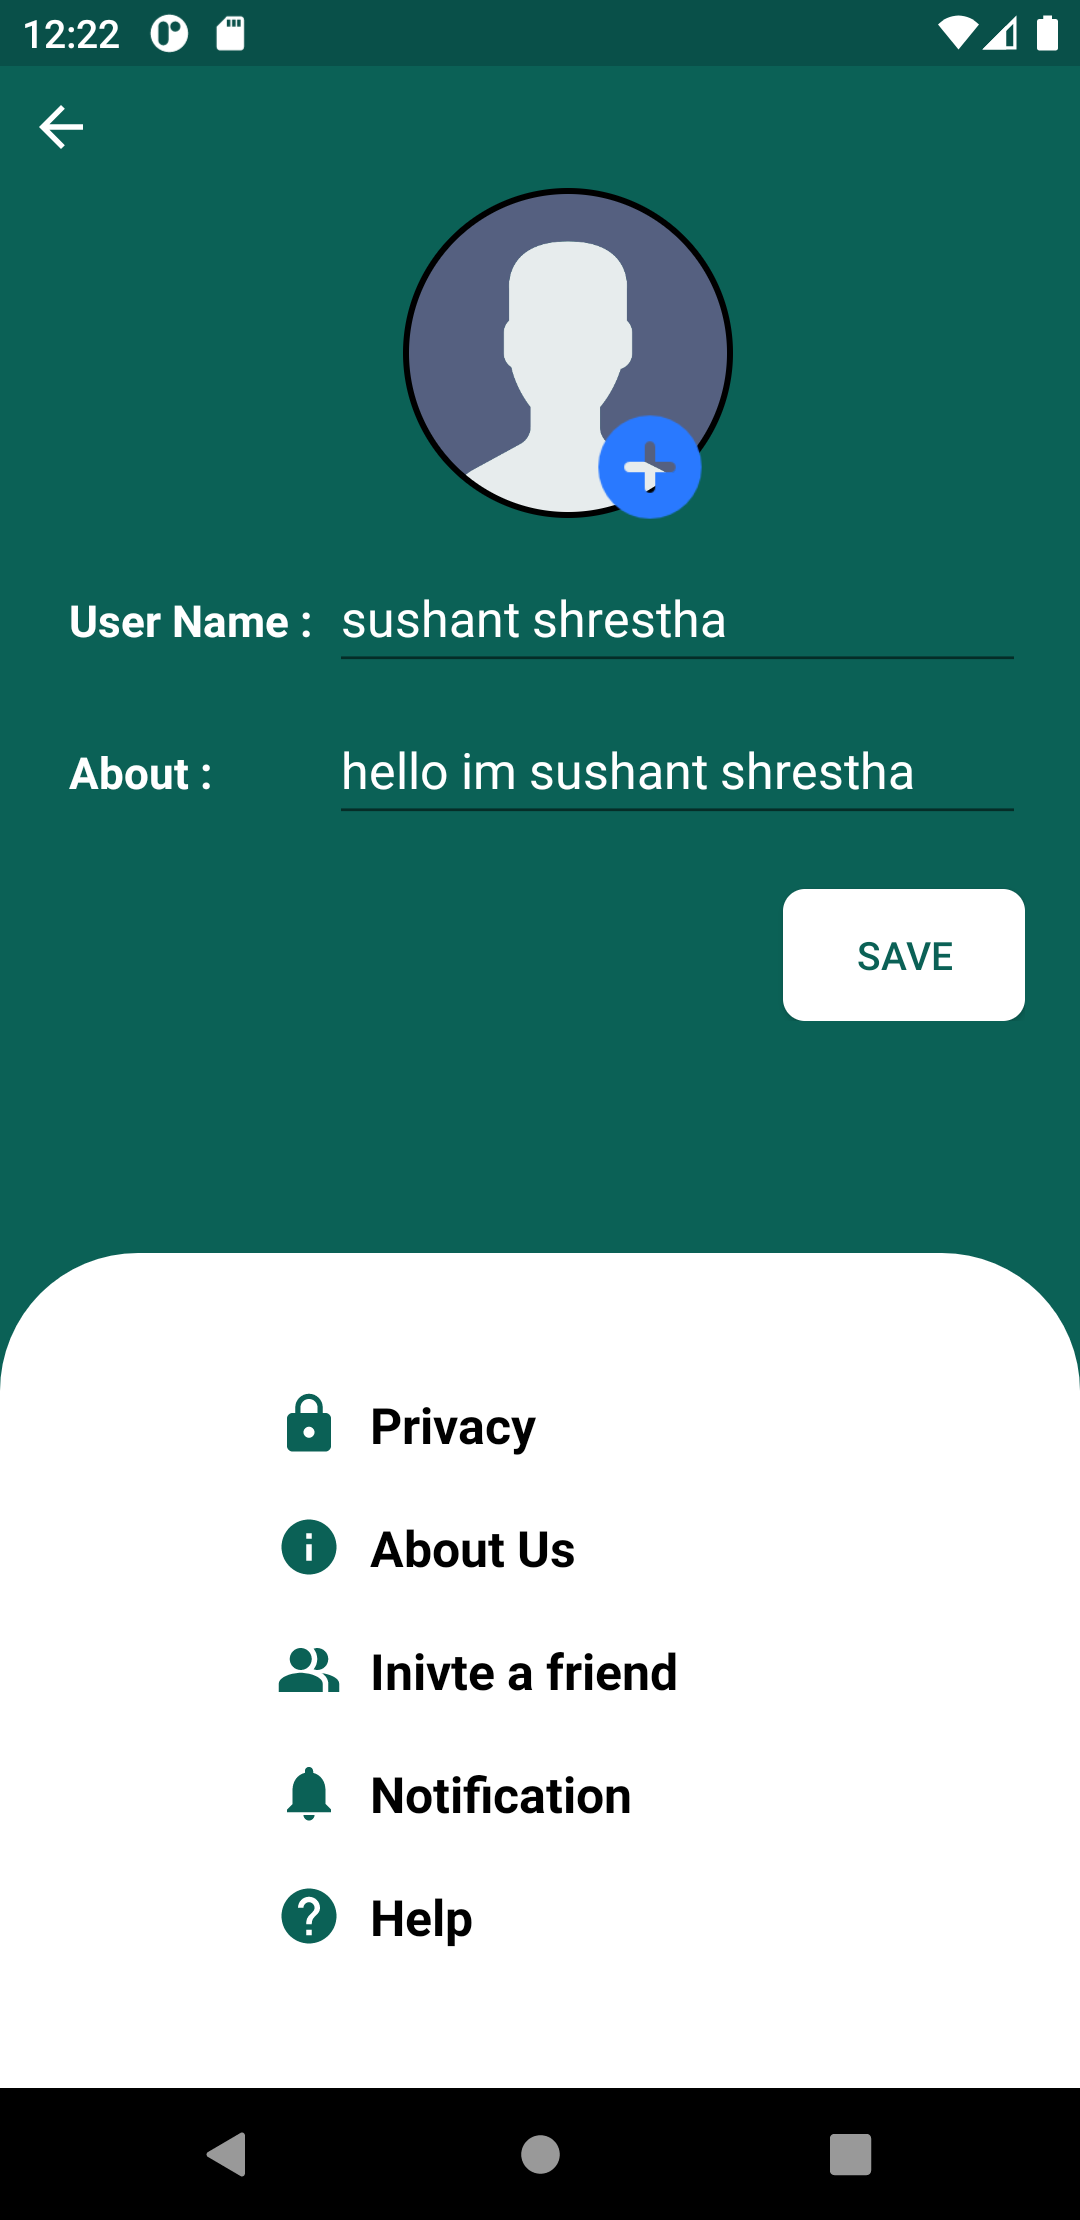 12:22
User Name : sushant shrestha
About : hello im sushant shrestha
SAVE
Privacy
About Us
Inivte a friend
Notification
Help